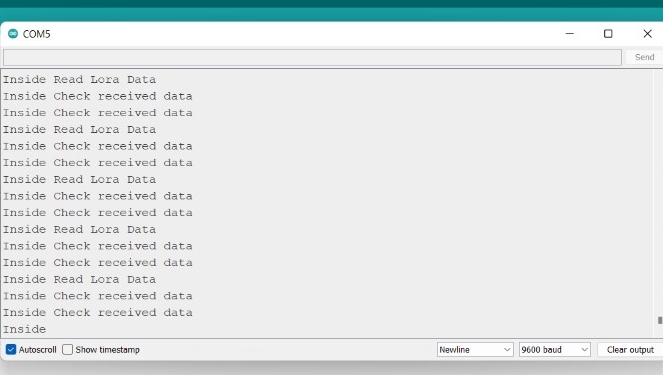 COM5
Send
Inside Read Lora Data
Inside Check received data
Inside Check received data
Inside Read Lora Data
Inside Check received data
Inside Check received data
Inside Read Lora Data
Inside Check received data
Inside Check received data
Inside Read Lora Data
Inside Check received data
Inside Check received data
Inside Read Lora Data
Inside Check received data
Inside Check received data
Inside
Autoscroll Show timestamp Newline 9600 baud Clear output